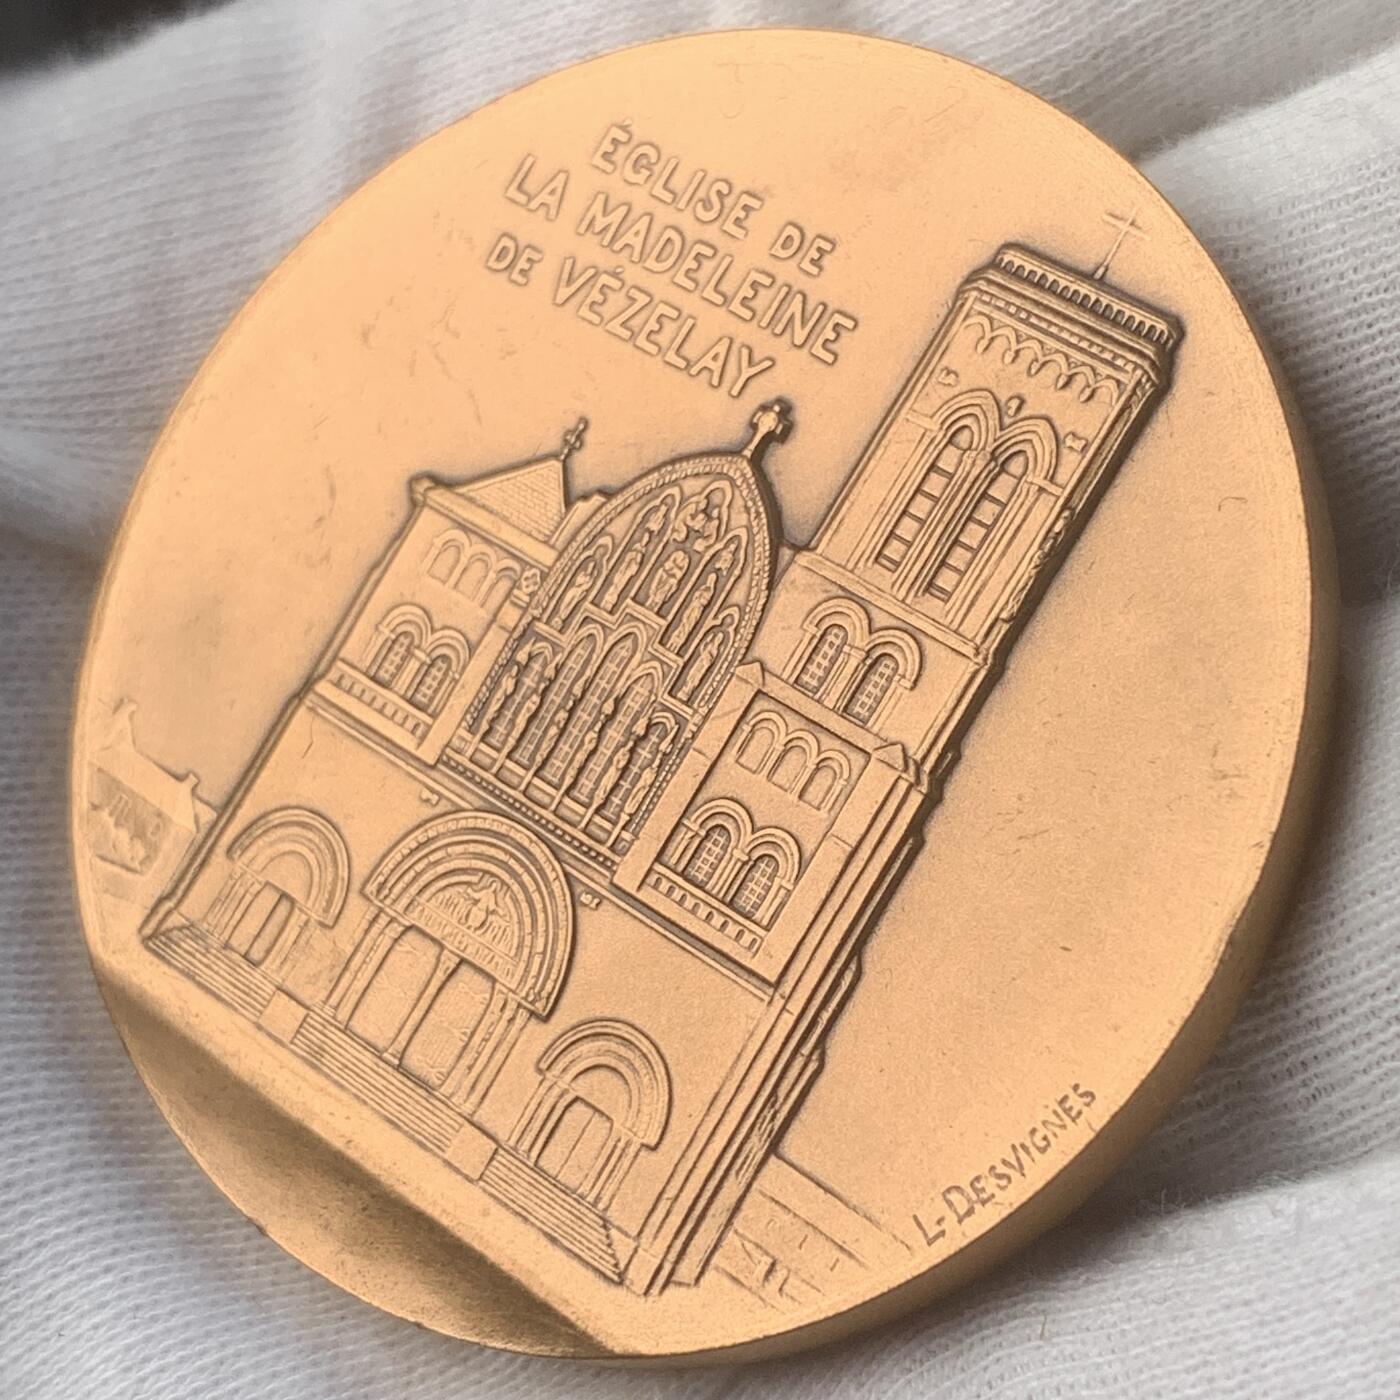 ÉGLISE DE
LA MADELEINE
DE VÉZELAY
L. DESVIGNES